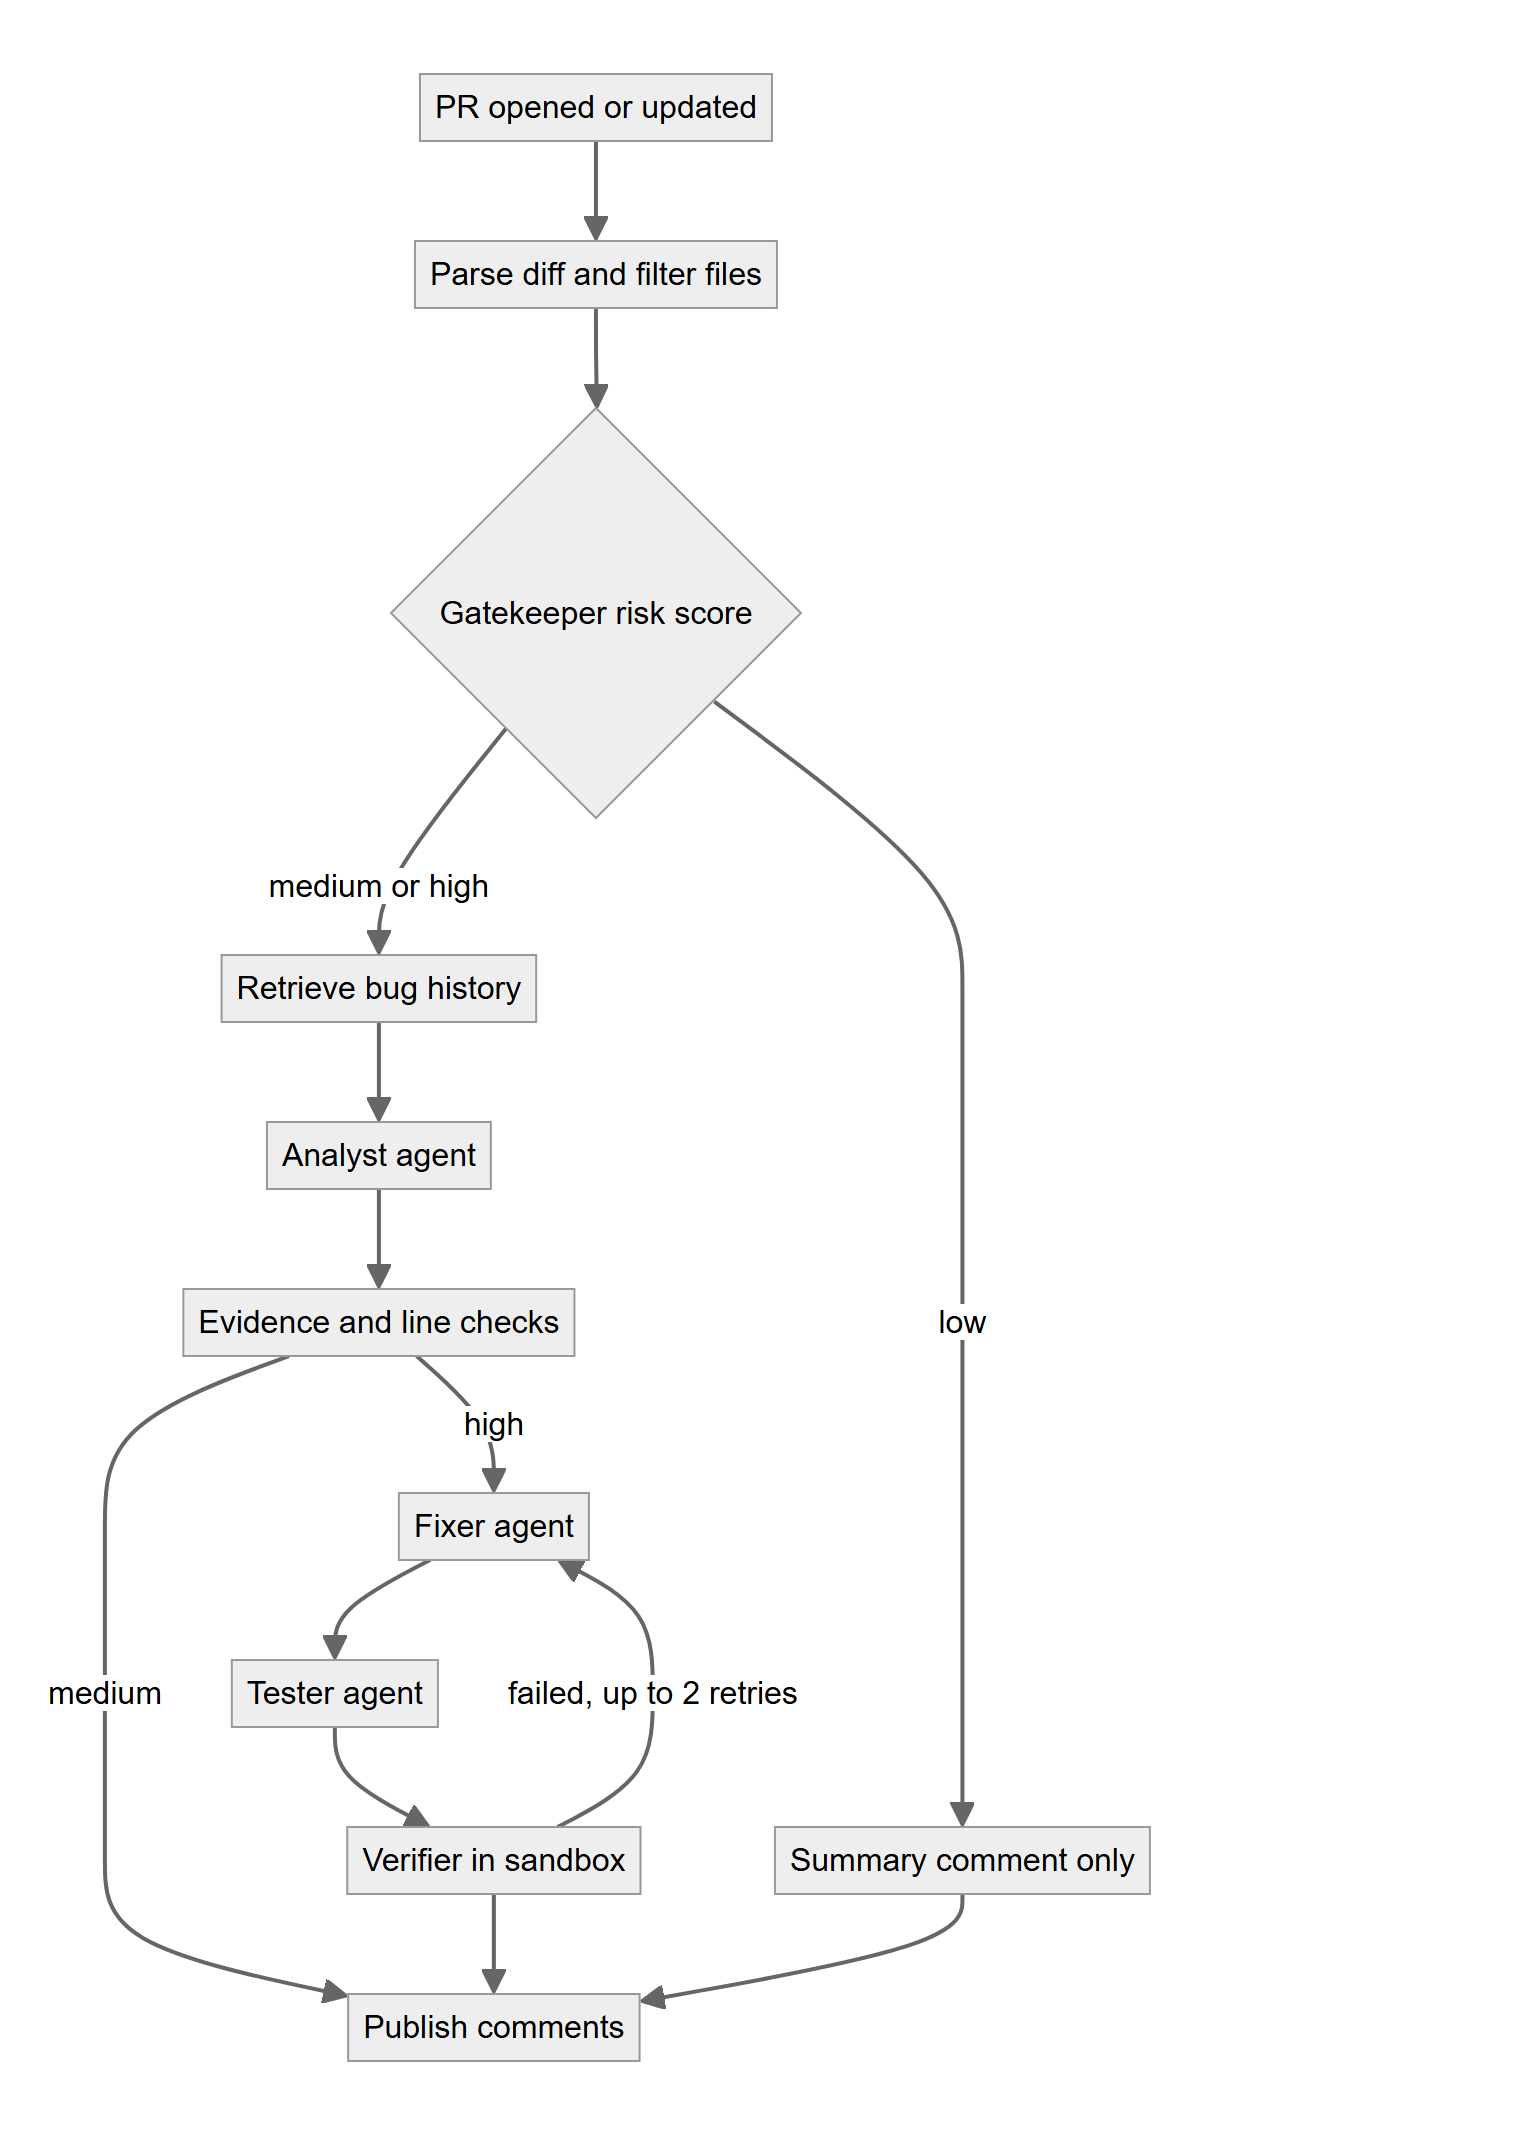 PR opened or updated
Parse diff and filter files
Gatekeeper risk score
medium or high
Retrieve bug history
Analyst agent
Evidence and line checks
low
high
Fixer agent
medium
Tester agent
failed, up to 2 retries
Verifier in sandbox
Summary comment only
Publish comments